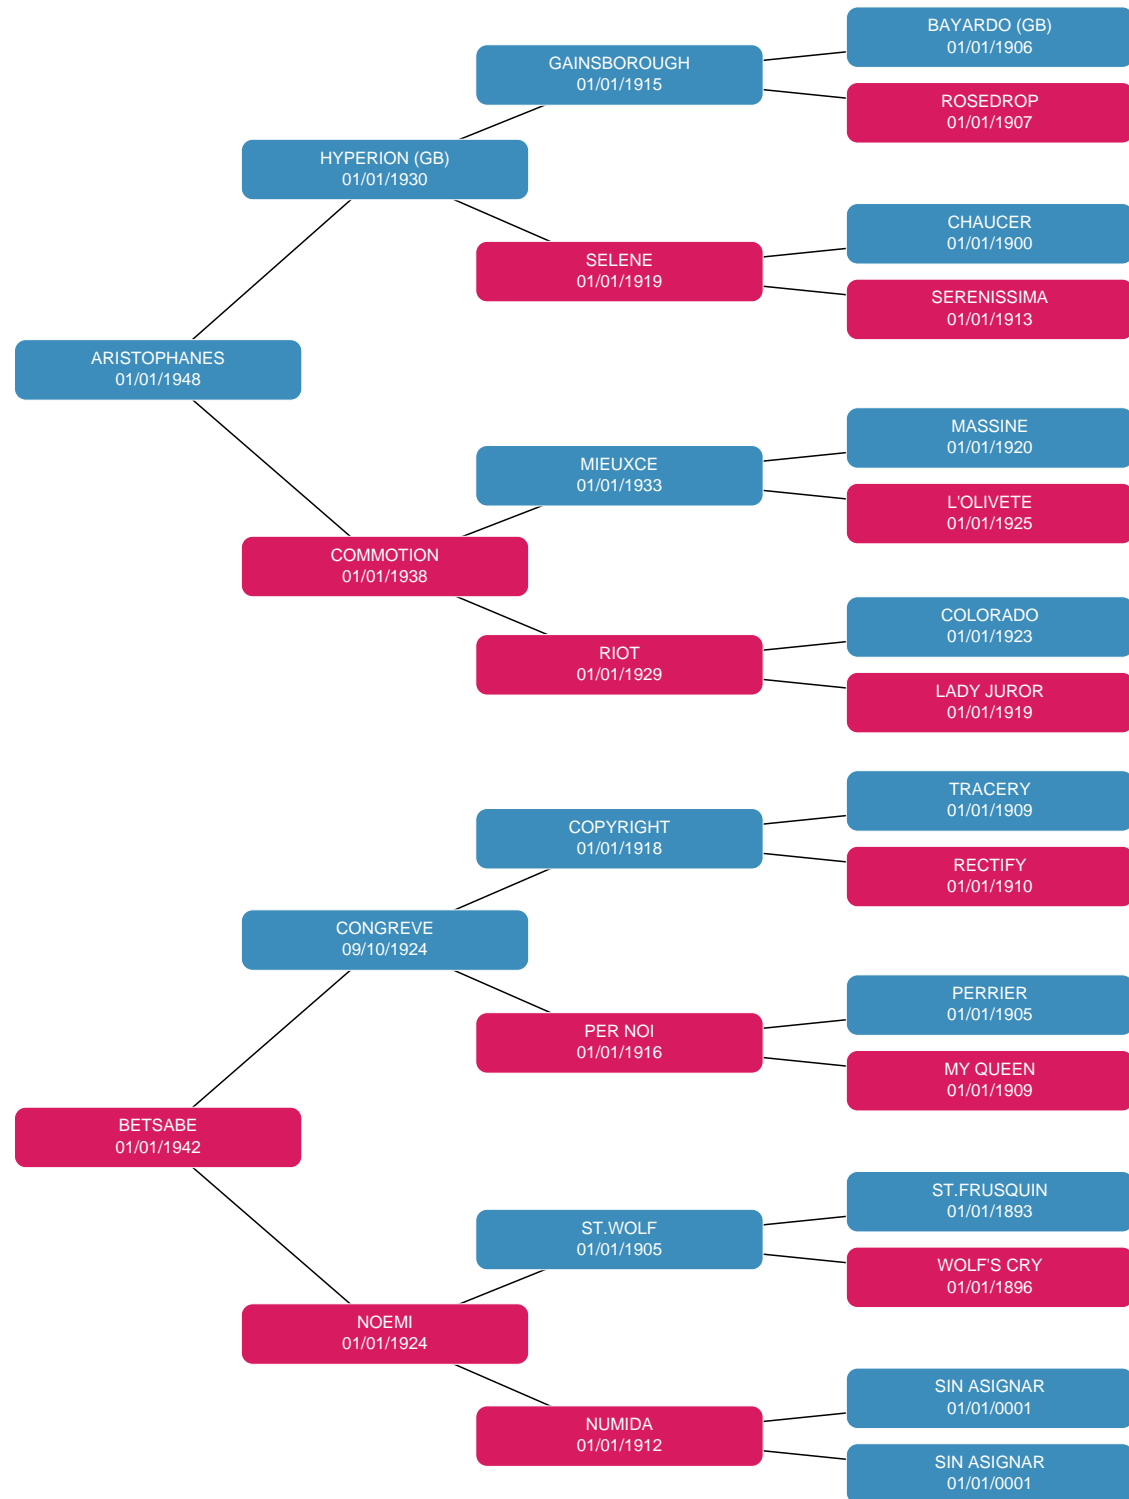 BAYARDO (GB)
01/01/1906
GAINSBOROUGH
01/01/1915
ROSEDROP
01/01/1907
HYPERION (GB)
01/01/1930
CHAUCER
01/01/1900
SELENE
01/01/1919
SERENISSIMA
01/01/1913
ARISTOPHANES
01/01/1948
MASSINE
01/01/1920
MIEUXCE
01/01/1933
L'OLIVETE
01/01/1925
COMMOTION
01/01/1938
COLORADO
01/01/1923
RIOT
01/01/1929
LADY JUROR
01/01/1919
TRACERY
01/01/1909
COPYRIGHT
01/01/1918
RECTIFY
01/01/1910
CONGREVE
09/10/1924
PERRIER
01/01/1905
PER NOI
01/01/1916
MY QUEEN
01/01/1909
BETSABE
01/01/1942
ST.FRUSQUIN
01/01/1893
ST.WOLF
01/01/1905
WOLF'S CRY
01/01/1896
NOEMI
01/01/1924
SIN ASIGNAR
01/01/0001
NUMIDA
01/01/1912
SIN ASIGNAR
01/01/0001